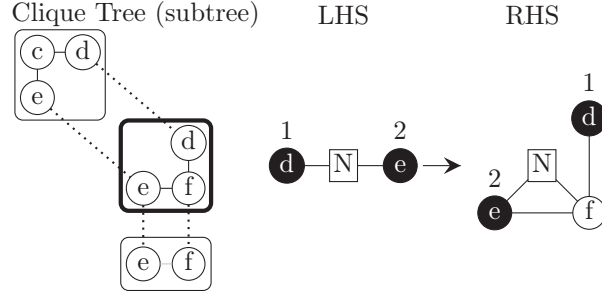 Clique Tree (subtree) LHS RHS
c d
e
d
e f
e f
1 2
d N e
1
d
N
2
e f